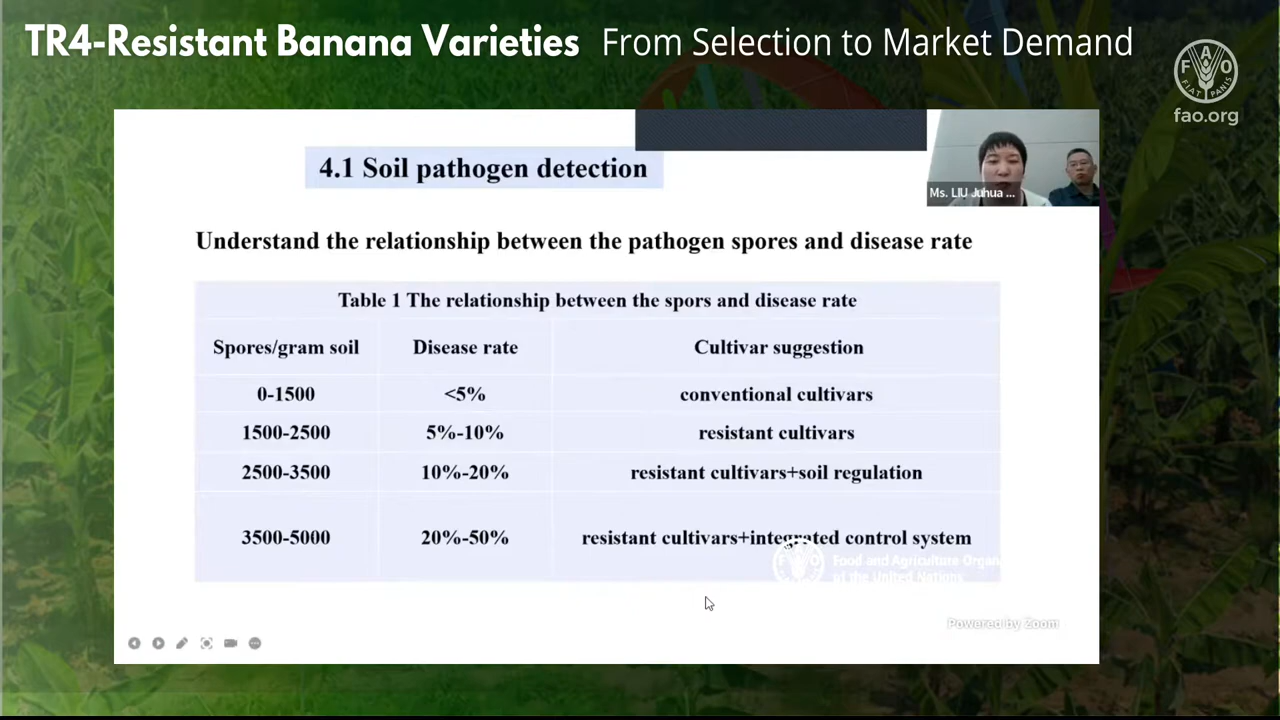 TR4-Resistant Banana Varieties From Selection to Market Demand
F A O
FIAT PANIS
fao.org
4.1 Soil pathogen detection
Ms. LIU Juhua ...
Understand the relationship between the pathogen spores and disease rate
Table 1 The relationship between the spors and disease rate
Spores/gram soil Disease rate Cultivar suggestion
0-1500 <5% conventional cultivars
1500-2500 5%-10% resistant cultivars
2500-3500 10%-20% resistant cultivars+soil regulation
3500-5000 20%-50% resistant cultivars+integrated control system
F A O
Food and Agriculture Organ
of the United Nations
Powered by Zoom